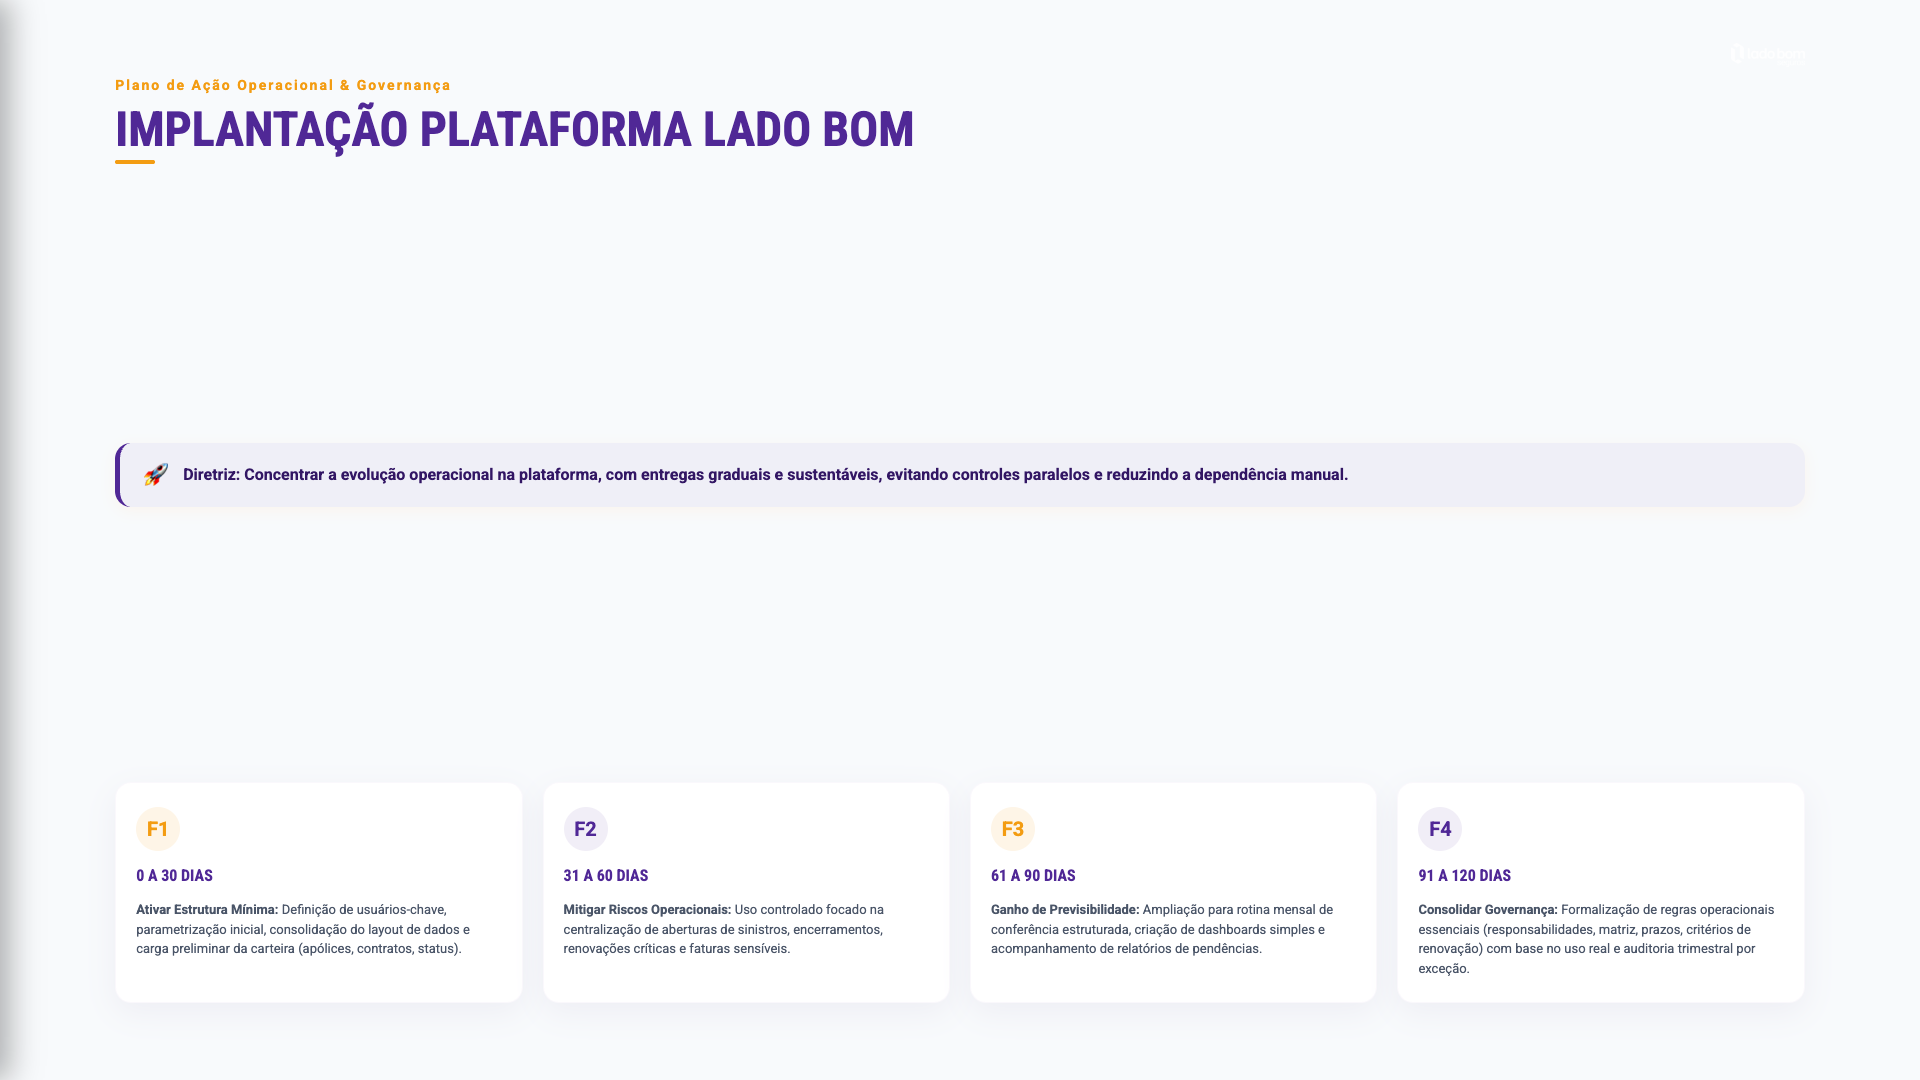 Plano de Ação Operacional & Governança
IMPLANTAÇÃO PLATAFORMA LADO BOM
Diretriz: Concentrar a evolução operacional na plataforma, com entregas graduais e sustentáveis, evitando controles paralelos e reduzindo a dependência manual.
F1
0 A 30 DIAS
Ativar Estrutura Mínima: Definição de usuários-chave,
parametrização inicial, consolidação do layout de dados e
carga preliminar da carteira (apólices, contratos, status).
F2
31 A 60 DIAS
Mitigar Riscos Operacionais: Uso controlado focado na
centralização de aberturas de sinistros, encerramentos,
renovações críticas e faturas sensíveis.
F3
61 A 90 DIAS
Ganho de Previsibilidade: Ampliação para rotina mensal de
conferência estruturada, criação de dashboards simples e
acompanhamento de relatórios de pendências.
F4
91 A 120 DIAS
Consolidar Governança: Formalização de regras operacionais
essenciais (responsabilidades, matriz, prazos, critérios de
renovação) com base no uso real e auditoria trimestral por
exceção.